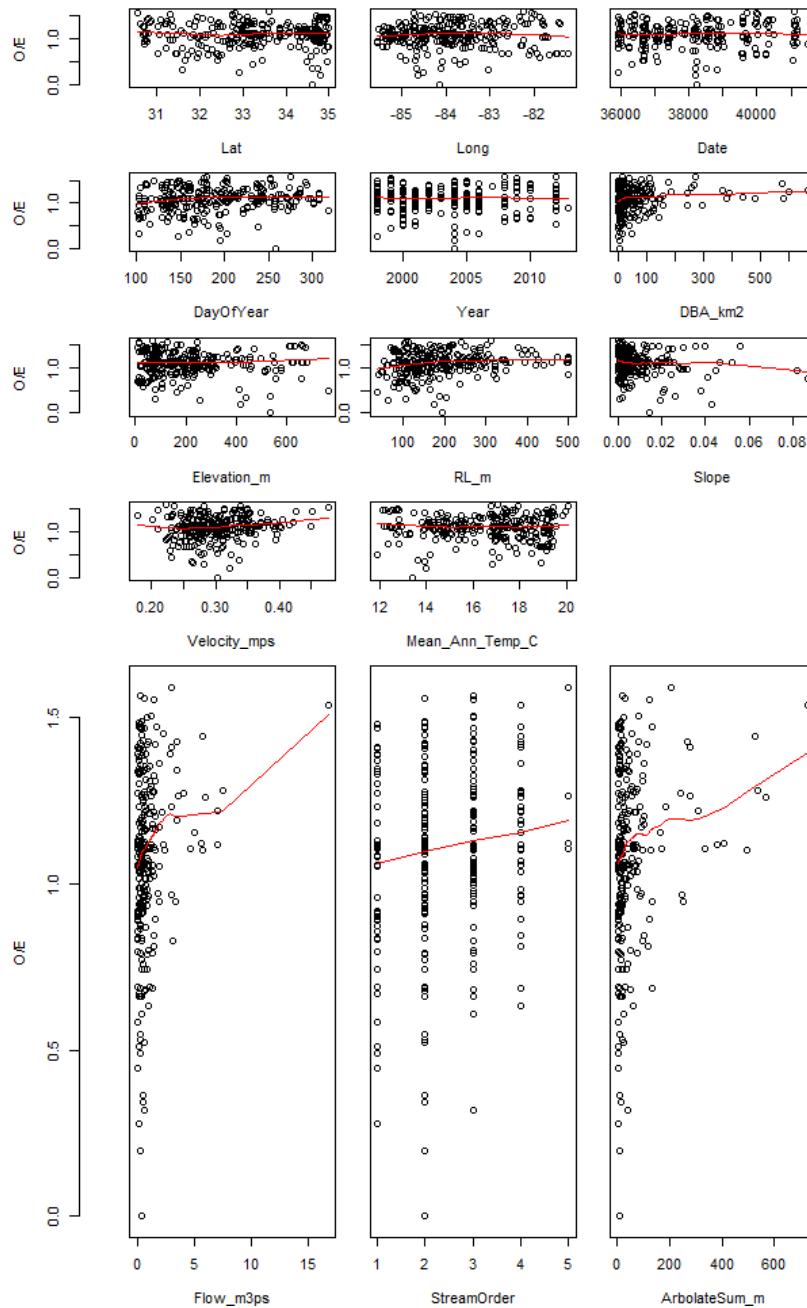 O/E
0.0 1.0
31 32 33 34 35
-85 -84 -83 -82
36000 38000 40000
Lat
Long
Date
O/E
0.0 1.0
100 150 200 250 300
2000 2005 2010
0 100 300 500
DayOfYear
Year
DBA_km2
O/E
0.0 1.0
0.0 1.0
0 200 400 600
100 200 300 400 500
0.00 0.02 0.04 0.06 0.08
Elevation_m
RL_m
Slope
O/E
0.0 1.0
0.20 0.30 0.40
12 14 16 18 20
Velocity_mps
Mean_Ann_Temp_C
O/E
1.5
1.0
0.5
0.0
0 5 10 15
1 2 3 4 5
0 200 400 600
Flow_m3ps
StreamOrder
ArbolateSum_m